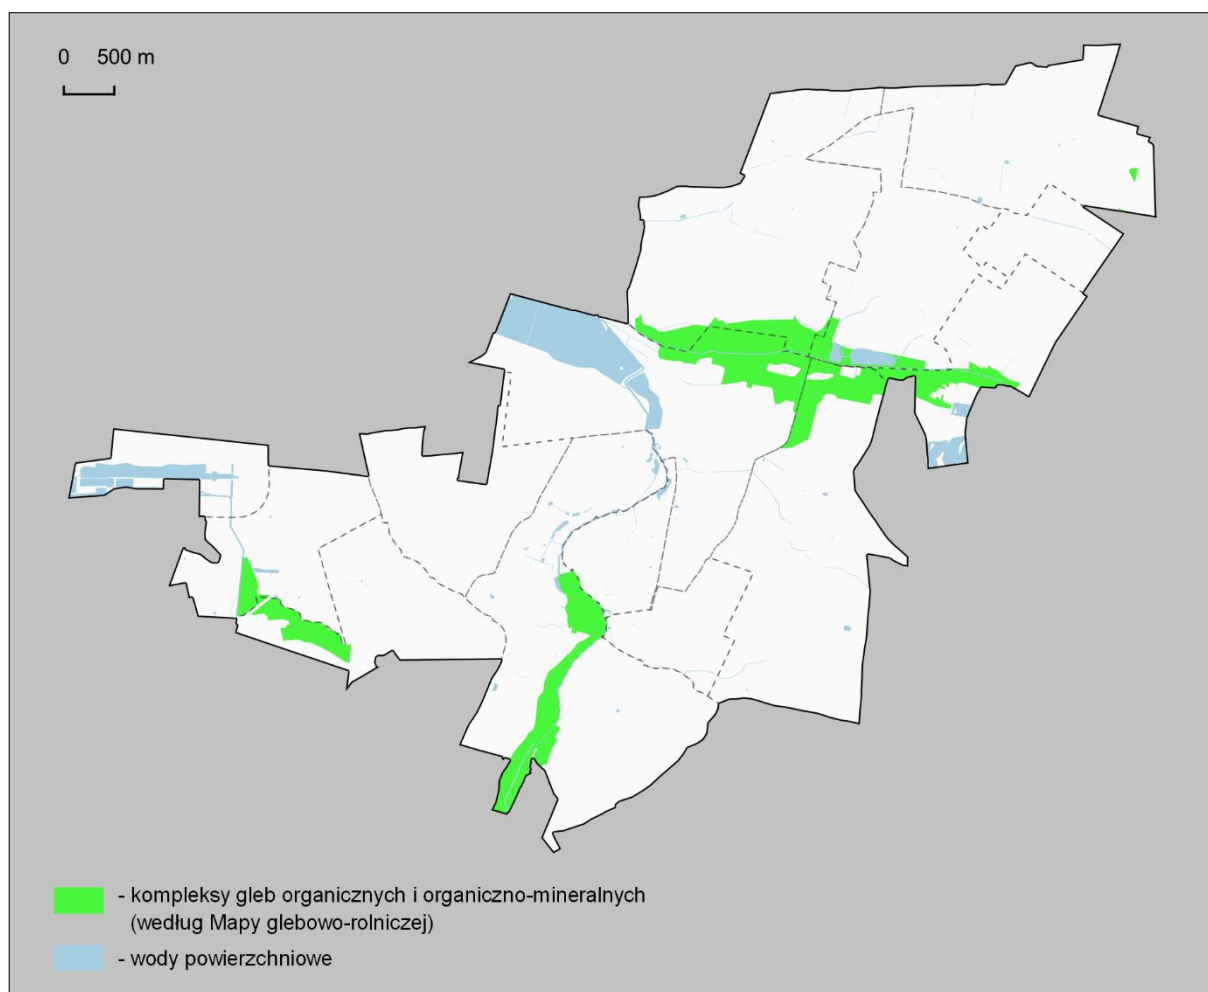 0 500 m
- kompleksy gleb organicznych i organiczno-mineralnych
(według Mapy glebowo-rolniczej)
- wody powierzchniowe